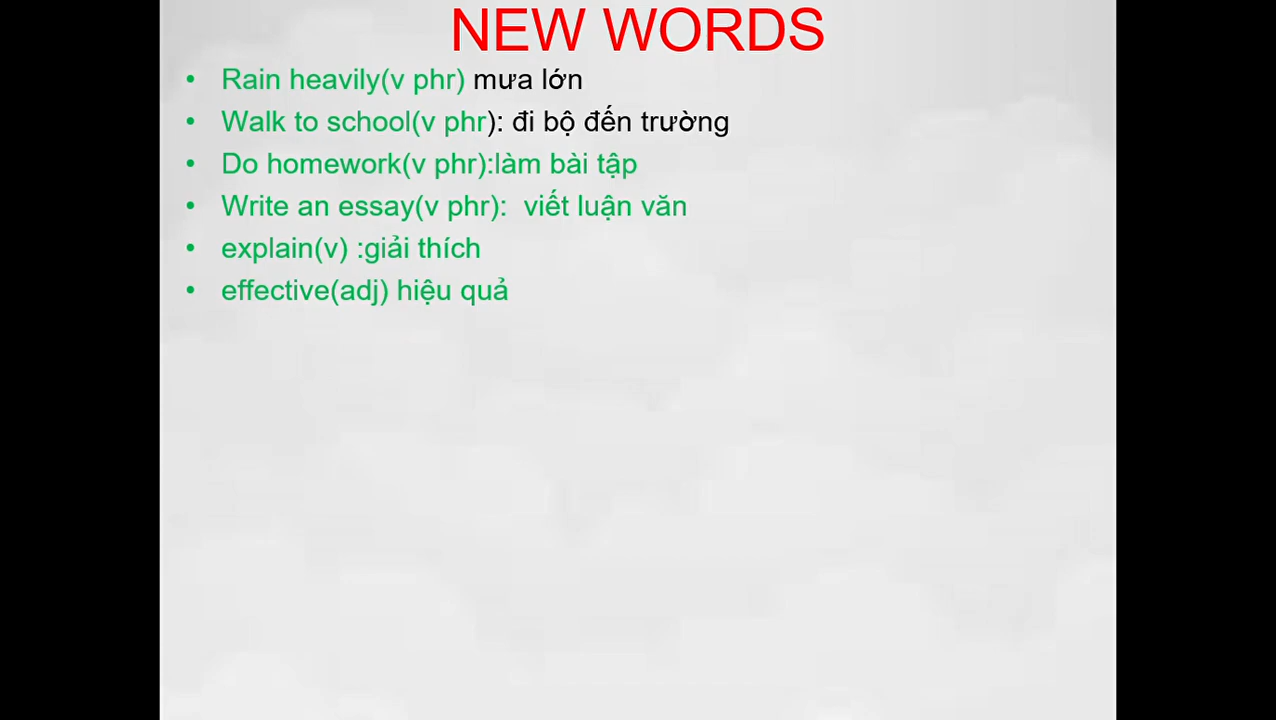 NEW WORDS
• Rain heavily(v phr) mưa lớn
• Walk to school(v phr): đi bộ đến trường
• Do homework(v phr):làm bài tập
• Write an essay(v phr):  viết luận văn
• explain(v) :giải thích
• effective(adj) hiệu quả